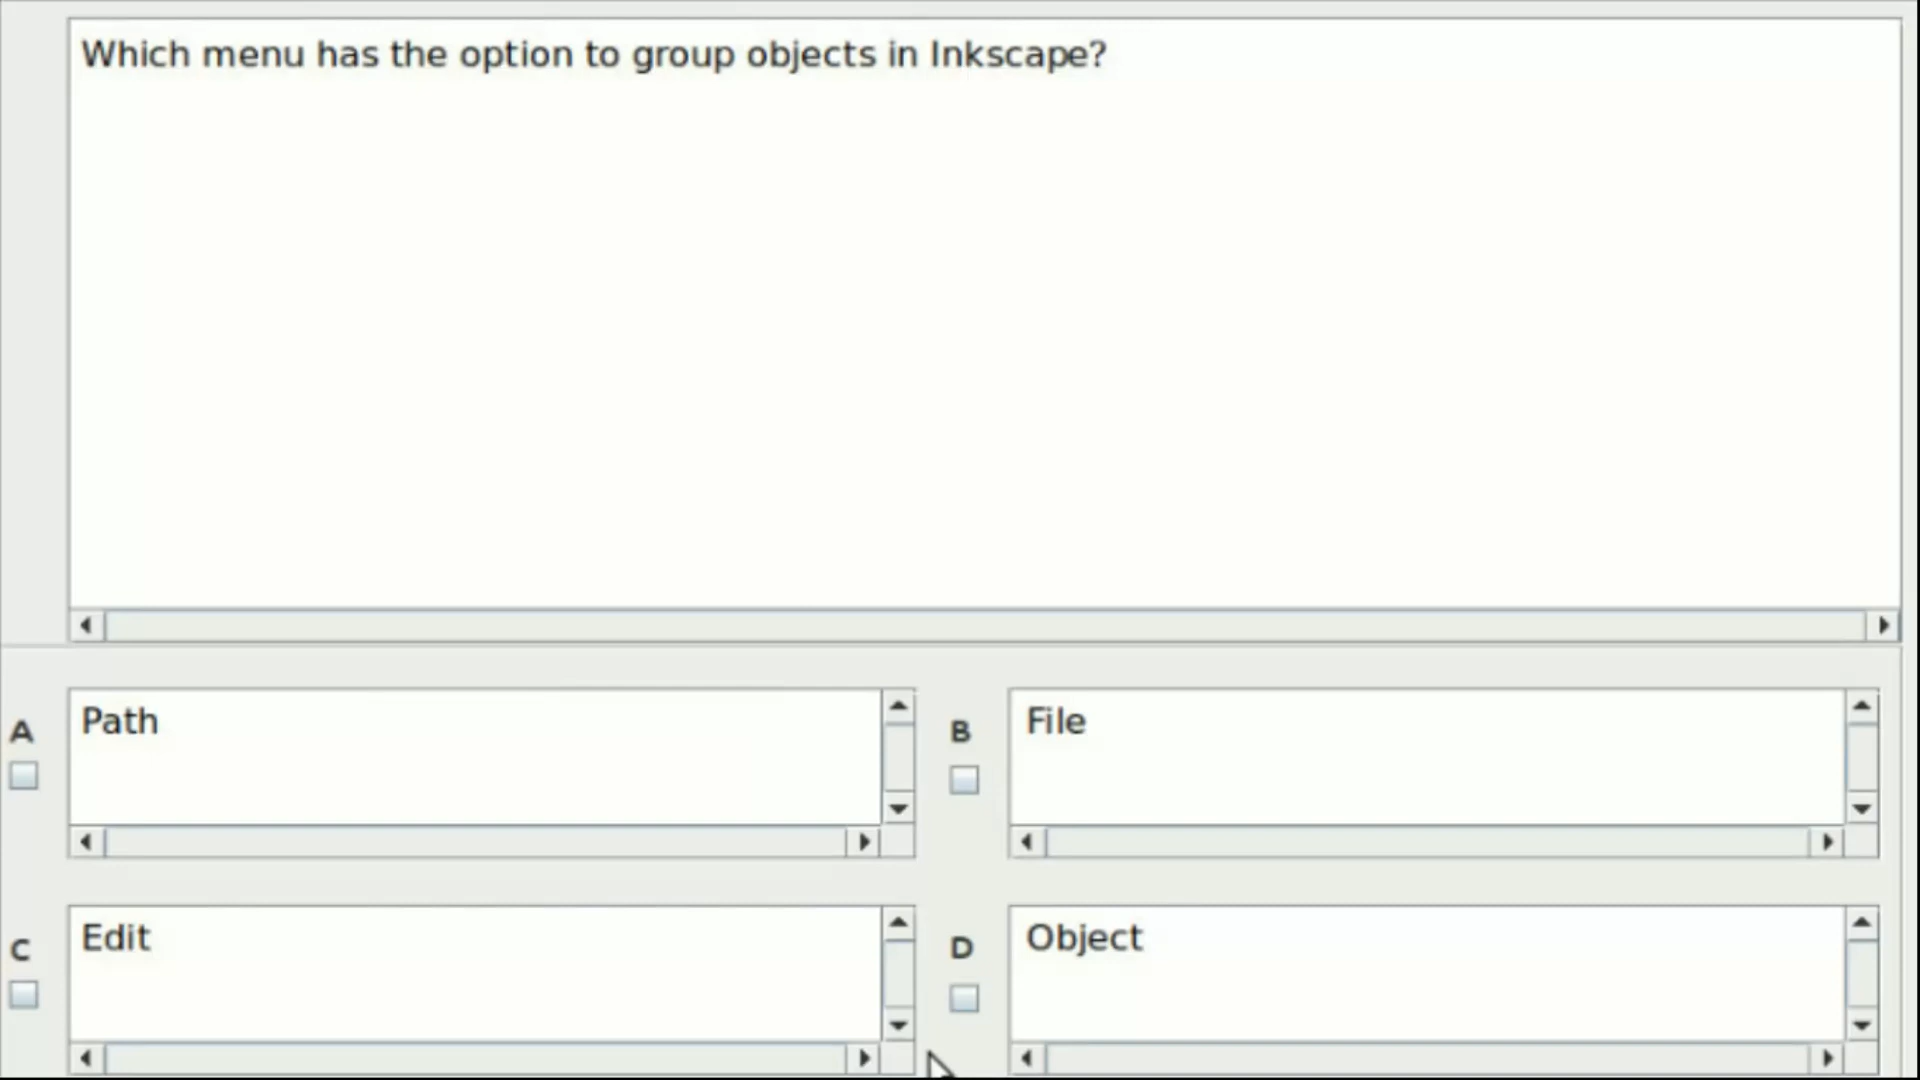 Which menu has the option to group objects in Inkscape?
A
Path
B
File
C
Edit
D
Object